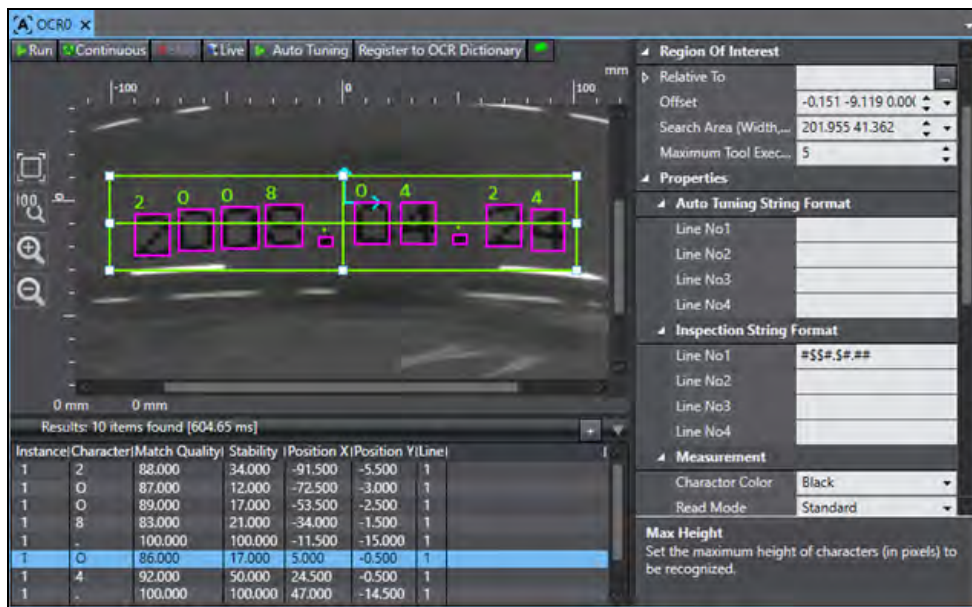 OCR0
Run Continuous Live Auto Tuning Register to OCR Dictionary
mm
-100 0 100
100
0
2 0 0 8 . 0 4 . 2 4
0 mm 0 mm
Results: 10 items found [604.65 ms]
Instance Character Match Quality Stability Position X Position Y Line
1 2 88.000 34.000 -91.500 -5.500 1
1 O 87.000 12.000 -72.500 -3.000 1
1 O 89.000 17.000 -53.500 -2.500 1
1 8 83.000 21.000 -34.000 -1.500 1
1 . 100.000 100.000 -11.500 -15.000 1
1 O 86.000 17.000 5.000 -0.500 1
1 4 92.000 50.000 24.500 -0.500 1
1 . 100.000 100.000 47.000 -14.500 1
Region Of Interest
Relative To ...
Offset -0.151 -9.119 0.00(
Search Area (Width,... 201.955 41.362
Maximum Tool Exec... 5
Properties
Auto Tuning String Format
Line No1
Line No2
Line No3
Line No4
Inspection String Format
Line No1 #$$#.$#.##
Line No2
Line No3
Line No4
Measurement
Charactor Color Black
Read Mode Standard
Max Height
Set the maximum height of characters (in pixels) to
be recognized.